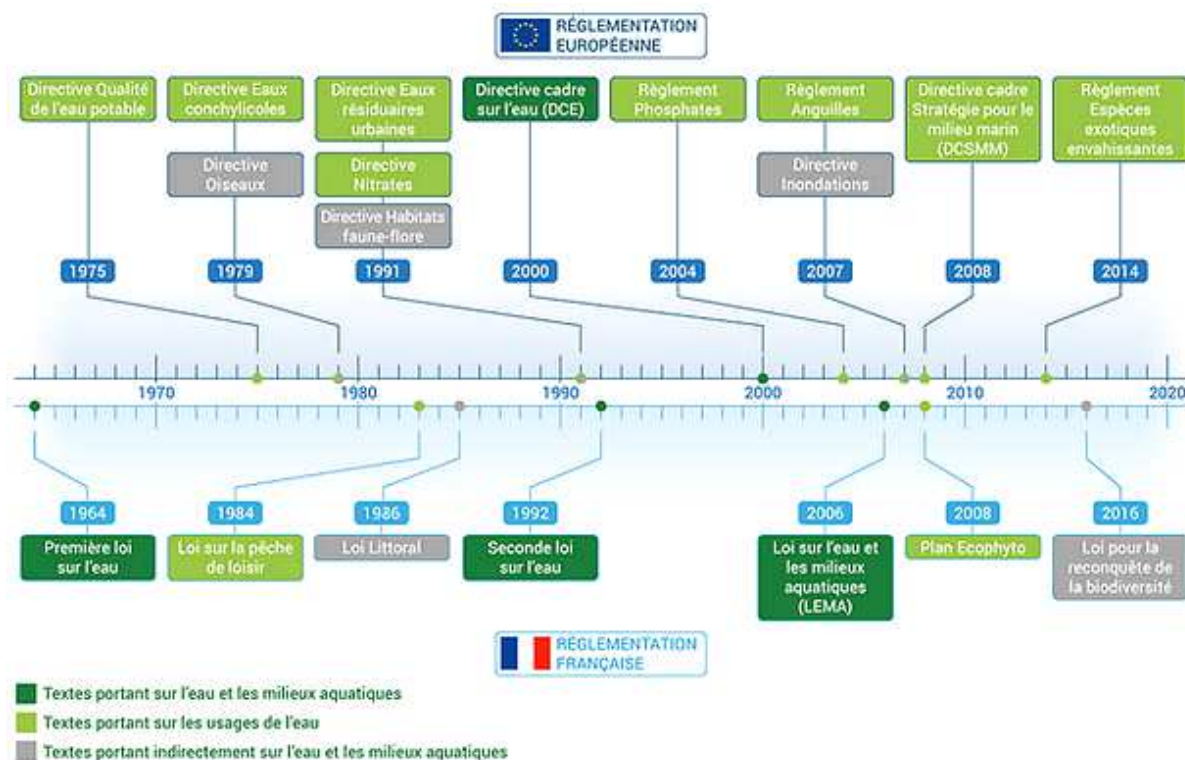 RÉGLEMENTATION
EUROPÉENNE
Directive Qualité
de l'eau potable
Directive Eaux
conchylicoles
Directive
Oiseaux
Directive Eaux
résiduaires
urbaines
Directive
Nitrates
Directive Habitats
faune-flore
Directive cadre
sur l'eau (DCE)
Règlement
Phosphates
Règlement
Anguilles
Directive
Inondations
Directive cadre
Stratégie pour le
milieu marin
(DCSMM)
Règlement
Espèces
exotiques
envahissantes
1975
1979
1991
2000
2004
2007
2008
2014
1970
1980
1990
2000
2010
2020
1964
1984
1986
1992
2006
2008
2016
Première loi
sur l'eau
Loi sur la pêche
de loisir
Loi Littoral
Seconde loi
sur l'eau
Loi sur l'eau et
les milieux
aquatiques
(LEMA)
Plan Ecophyto
Loi pour la
reconquête de
la biodiversité
RÉGLEMENTATION
FRANÇAISE
Textes portant sur l'eau et les milieux aquatiques
Textes portant sur les usages de l'eau
Textes portant indirectement sur l'eau et les milieux aquatiques